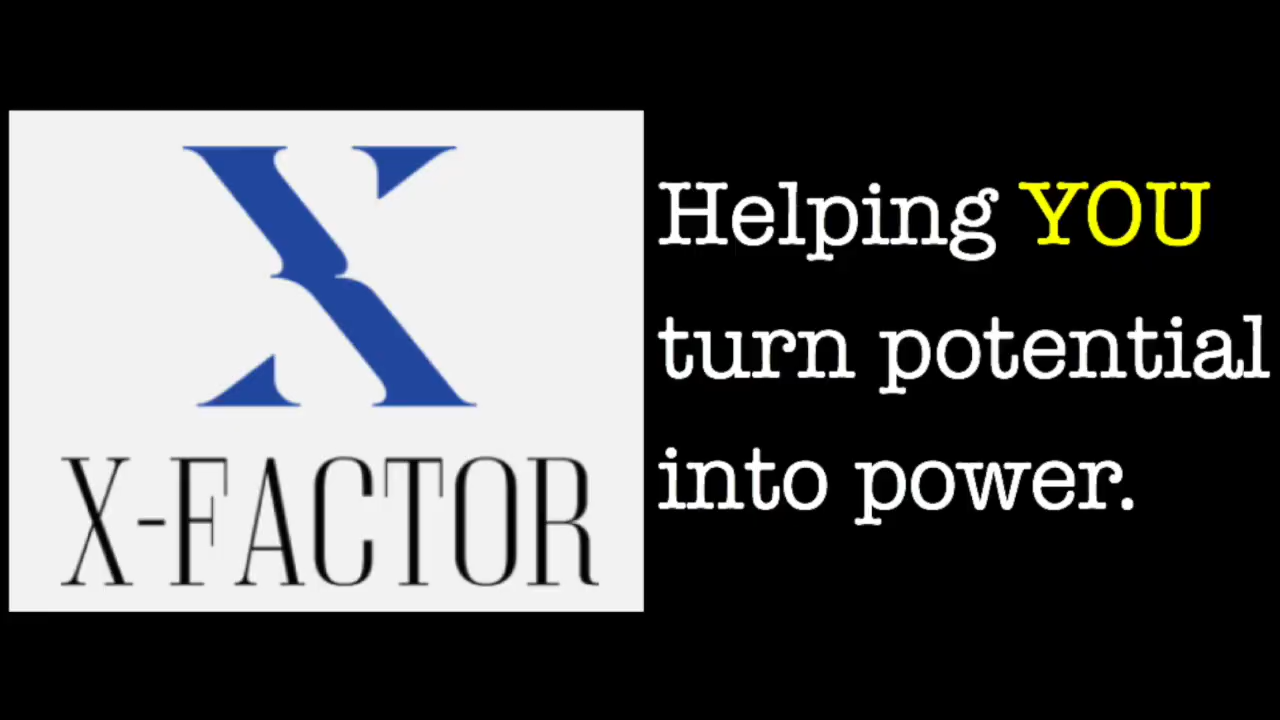 X
X-FACTOR
Helping YOU
turn potential
into power.